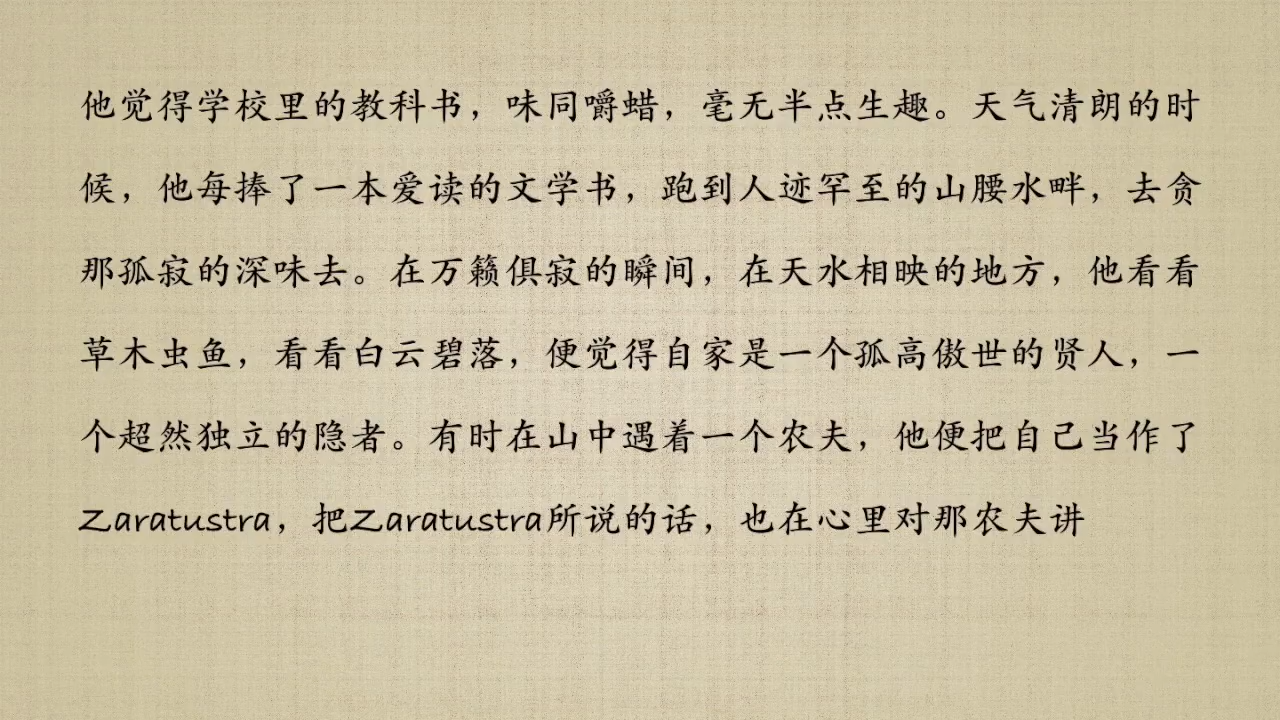 他觉得学校里的教科书，味同嚼蜡，毫无半点生趣。天气清朗的时
候，他每捧了一本爱读的文学书，跑到人迹罕至的山腰水畔，去贪
那孤寂的深味去。在万籁俱寂的瞬间，在天水相映的地方，他看看
草木虫鱼，看看白云碧落，便觉得自家是一个孤高傲世的贤人，一
个超然独立的隐者。有时在山中遇着一个农夫，他便把自己当作了
Zaratustra，把Zaratustra所说的话，也在心里对那农夫讲